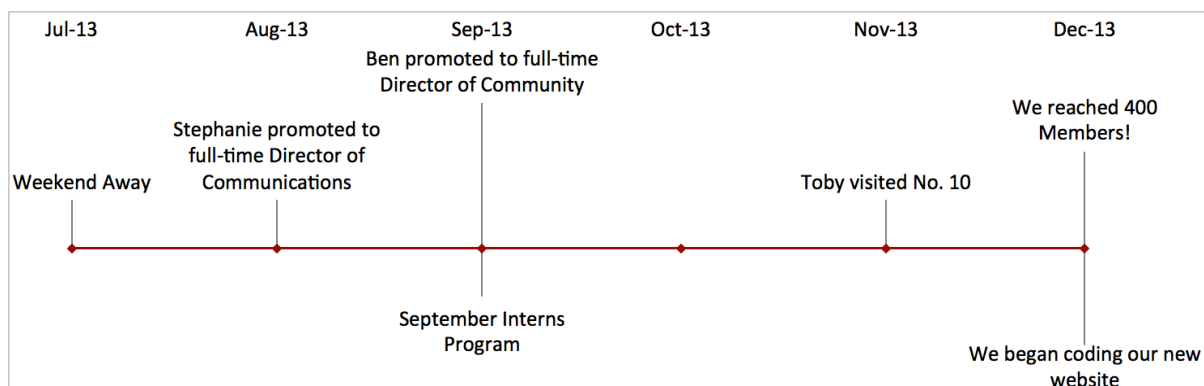 Jul-13
Aug-13
Sep-13
Oct-13
Nov-13
Dec-13
Ben promoted to full-time
Director of Community
We reached 400
Members!
Stephanie promoted to
full-time Director of
Communications
Weekend Away
Toby visited No. 10
September Interns
Program
We began coding our new
website